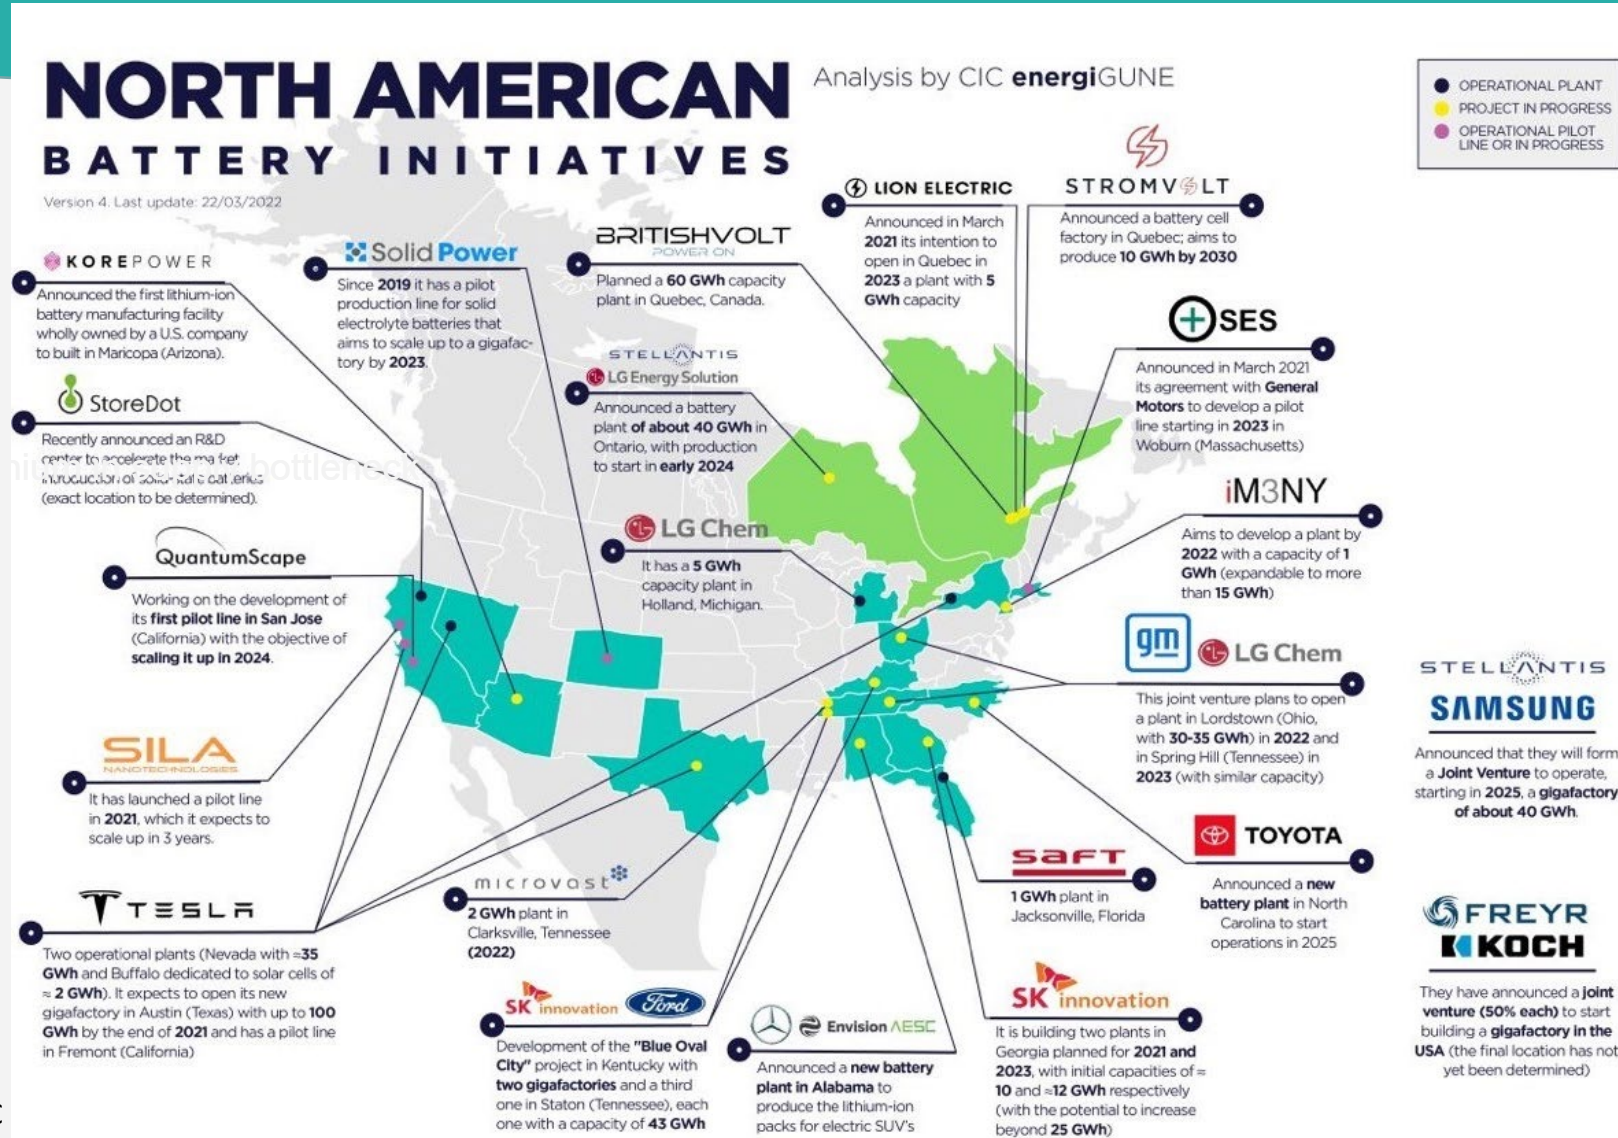 NORTH AMERICAN
BATTERY INITIATIVES
Version 4. Last update: 22/03/2022
Analysis by CIC energiGUNE
OPERATIONAL PLANT
PROJECT IN PROGRESS
OPERATIONAL PILOT
LINE OR IN PROGRESS
KOREPOWER
Announced the first lithium-ion
battery manufacturing facility
wholly owned by a U.S. company
to built in Maricopa (Arizona).
Solid Power
Since 2019 it has a pilot
production line for solid
electrolyte batteries that
aims to scale up to a gigafac-
tory by 2023.
BRITISHVOLT
POWER ON
Planned a 60 GWh capacity
plant in Quebec, Canada.
LION ELECTRIC
Announced in March
2021 its intention to
open in Quebec in
2023 a plant with 5
GWh capacity
STROMVOLT
Announced a battery cell
factory in Quebec; aims to
produce 10 GWh by 2030
SES
Announced in March 2021
its agreement with General
Motors to develop a pilot
line starting in 2023 in
Woburn (Massachusetts)
STELLANTIS
LG Energy Solution
Announced a battery
plant of about 40 GWh in
Ontario, with production
to start in early 2024
StoreDot
Recently announced an R&D
center to accelerate the market
introduction of solid-state batteries
(exact location to be determined).
bottleneck
iM3NY
Aims to develop a plant by
2022 with a capacity of 1
GWh (expandable to more
than 15 GWh)
LG Chem
It has a 5 GWh
capacity plant in
Holland, Michigan.
QuantumScape
Working on the development of
its first pilot line in San Jose
(California) with the objective of
scaling it up in 2024.
gm LG Chem
This joint venture plans to open
a plant in Lordstown (Ohio,
with 30-35 GWh) in 2022 and
in Spring Hill (Tennessee) in
2023 (with similar capacity)
STELLANTIS
SAMSUNG
Announced that they will form
a Joint Venture to operate,
starting in 2025, a gigafactory
of about 40 GWh.
SILA
NANOTECHNOLOGIES
It has launched a pilot line
in 2021, which it expects to
scale up in 3 years.
TOYOTA
Announced a new
battery plant in North
Carolina to start
operations in 2025
saft
1 GWh plant in
Jacksonville, Florida
microvast
2 GWh plant in
Clarksville, Tennessee
(2022)
TESLA
Two operational plants (Nevada with ≈35
GWh and Buffalo dedicated to solar cells of
≈ 2 GWh). It expects to open its new
gigafactory in Austin (Texas) with up to 100
GWh by the end of 2021 and has a pilot line
in Fremont (California)
FREYR
KOCH
They have announced a joint
venture (50% each) to start
building a gigafactory in the
USA (the final location has not
yet been determined)
SK innovation Ford
Development of the "Blue Oval
City" project in Kentucky with
two gigafactories and a third
one in Staton (Tennessee), each
one with a capacity of 43 GWh
Envision AESC
Announced a new battery
plant in Alabama to
produce the lithium-ion
packs for electric SUV's
SK innovation
It is building two plants in
Georgia planned for 2021 and
2023, with initial capacities of ≈
10 and ≈12 GWh respectively
(with the potential to increase
beyond 25 GWh)